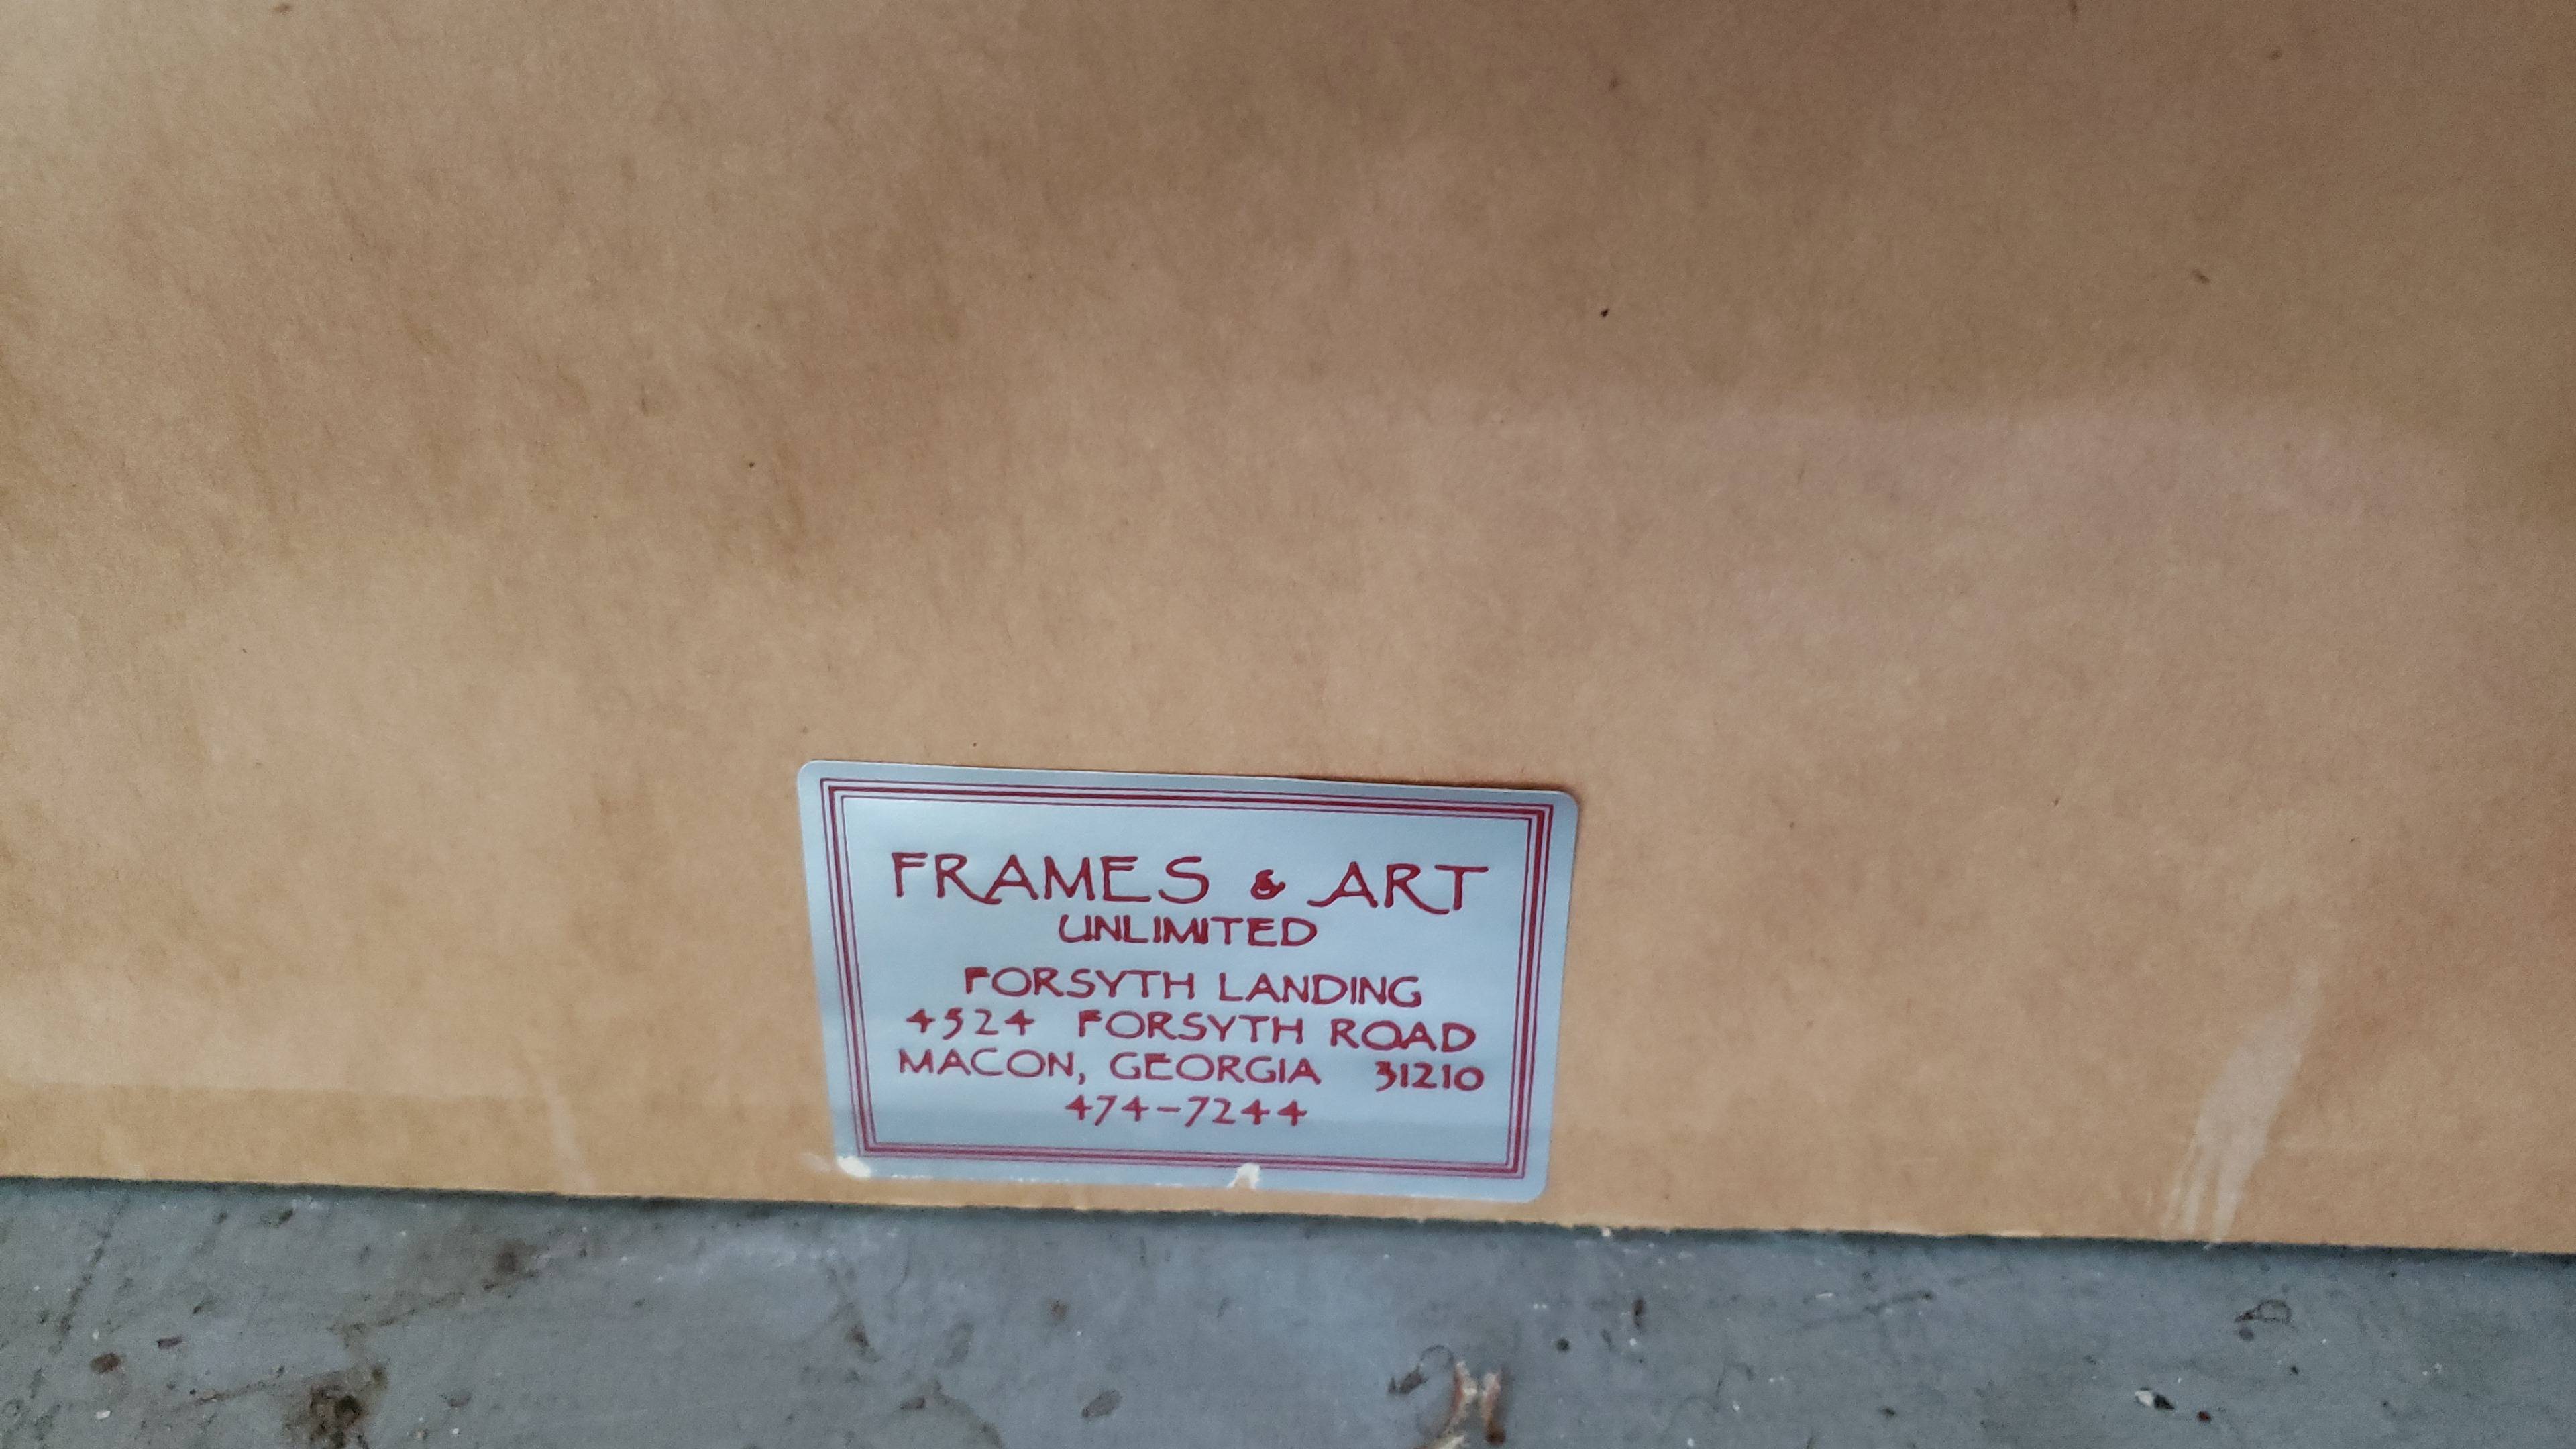 FRAMES & ART
UNLIMITED
FORSYTH LANDING
4524 FORSYTH ROAD
MACON, GEORGIA 31210
474-7244